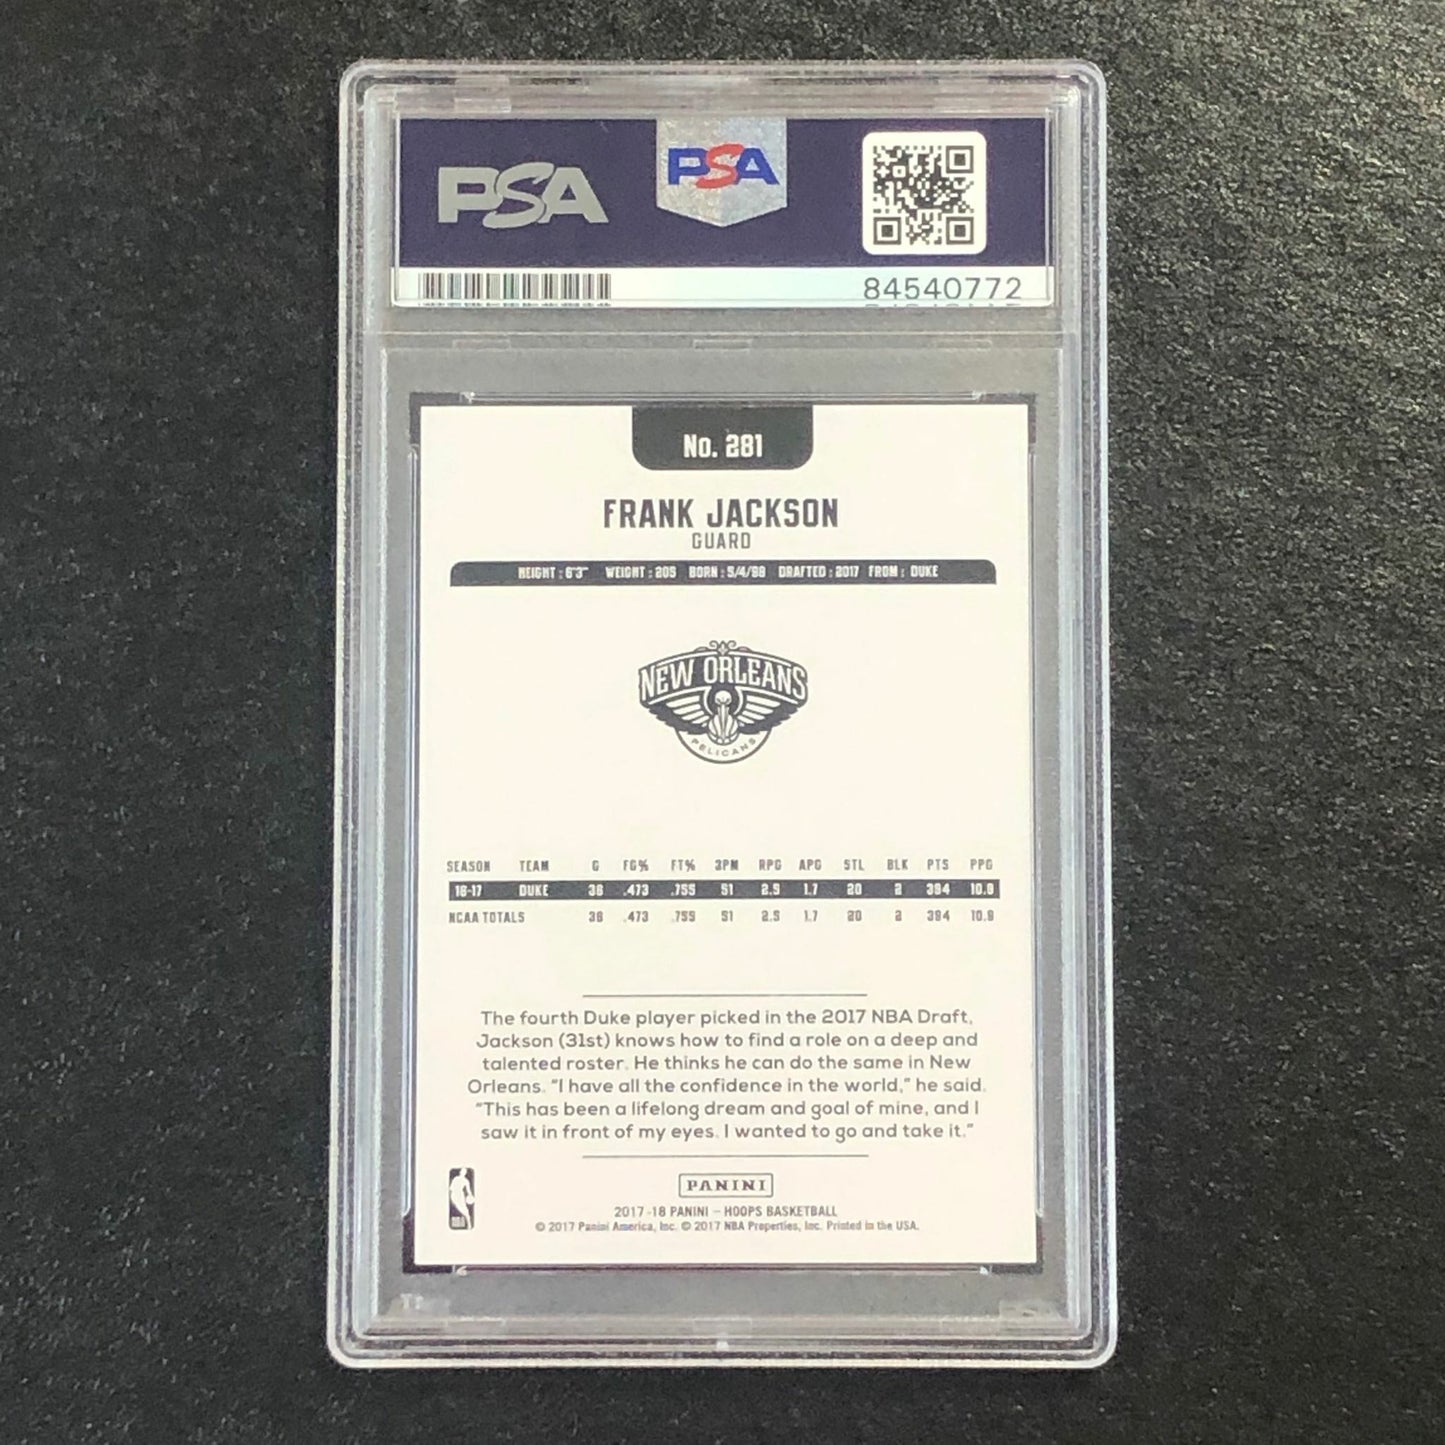 PSA
PSA
84540772
No. 281
FRANK JACKSON
GUARD
HEIGHT : 6'3" WEIGHT : 205 BORN : 5/4/98 DRAFTED : 2017 FROM : DUKE
NEW ORLEANS
PELICANS
SEASON TEAM G FG% FT% 3PM RPG APG STL BLK PTS PPG
16-17 DUKE 36 .473 .755 51 2.5 1.7 20 2 394 10.9
NCAA TOTALS 36 .473 .755 51 2.5 1.7 20 2 394 10.9
The fourth Duke player picked in the 2017 NBA Draft,
Jackson (31st) knows how to find a role on a deep and
talented roster. He thinks he can do the same in New
Orleans. "I have all the confidence in the world," he said.
"This has been a lifelong dream and goal of mine, and I
saw it in front of my eyes. I wanted to go and take it."
PANINI
2017-18 PANINI – HOOPS BASKETBALL
© 2017 Panini America, Inc. © 2017 NBA Properties, Inc. Printed in the USA.